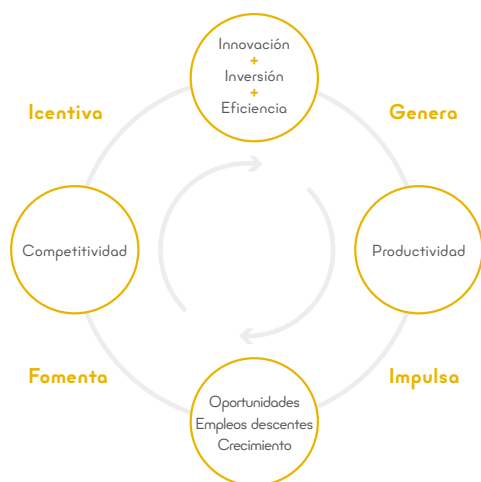 Innovación
+
Inversión
+
Eficiencia
Icentiva
Genera
Competitividad
Productividad
Fomenta
Impulsa
Oportunidades
Empleos descentes
Crecimiento